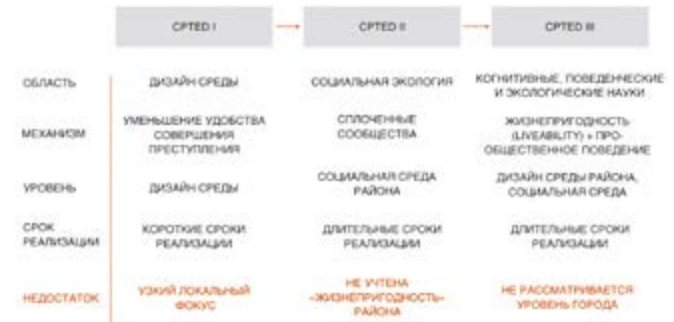 CPTED I CPTED II CPTED III
ОБЛАСТЬ
ДИЗАЙН СРЕДЫ
СОЦИАЛЬНАЯ ЭКОЛОГИЯ
КОГНИТИВНЫЕ, ПОВЕДЕНЧЕСКИЕ
И ЭКОЛОГИЧЕСКИЕ НАУКИ
МЕХАНИЗМ
УМЕНЬШЕНИЕ УДОБСТВА
СОВЕРШЕНИЯ
ПРЕСТУПЛЕНИЯ
СПЛОЧЕННЫЕ
СООБЩЕСТВА
ЖИЗНЕПРИГОДНОСТЬ
(LIVEABILITY) + ПРО-
ОБЩЕСТВЕННОЕ ПОВЕДЕНИЕ
УРОВЕНЬ
ДИЗАЙН СРЕДЫ
СОЦИАЛЬНАЯ СРЕДА
РАЙОНА
ДИЗАЙН СРЕДЫ РАЙОНА,
СОЦИАЛЬНАЯ СРЕДА
СРОК
РЕАЛИЗАЦИИ
КОРОТКИЕ СРОКИ
РЕАЛИЗАЦИИ
ДЛИТЕЛЬНЫЕ СРОКИ
РЕАЛИЗАЦИИ
ДЛИТЕЛЬНЫЕ СРОКИ
РЕАЛИЗАЦИИ
НЕДОСТАТОК
УЗКИЙ ЛОКАЛЬНЫЙ
ФОКУС
НЕ УЧТЕНА
«ЖИЗНЕПРИГОДНОСТЬ»
РАЙОНА
НЕ РАССМАТРИВАЕТСЯ
УРОВЕНЬ ГОРОДА